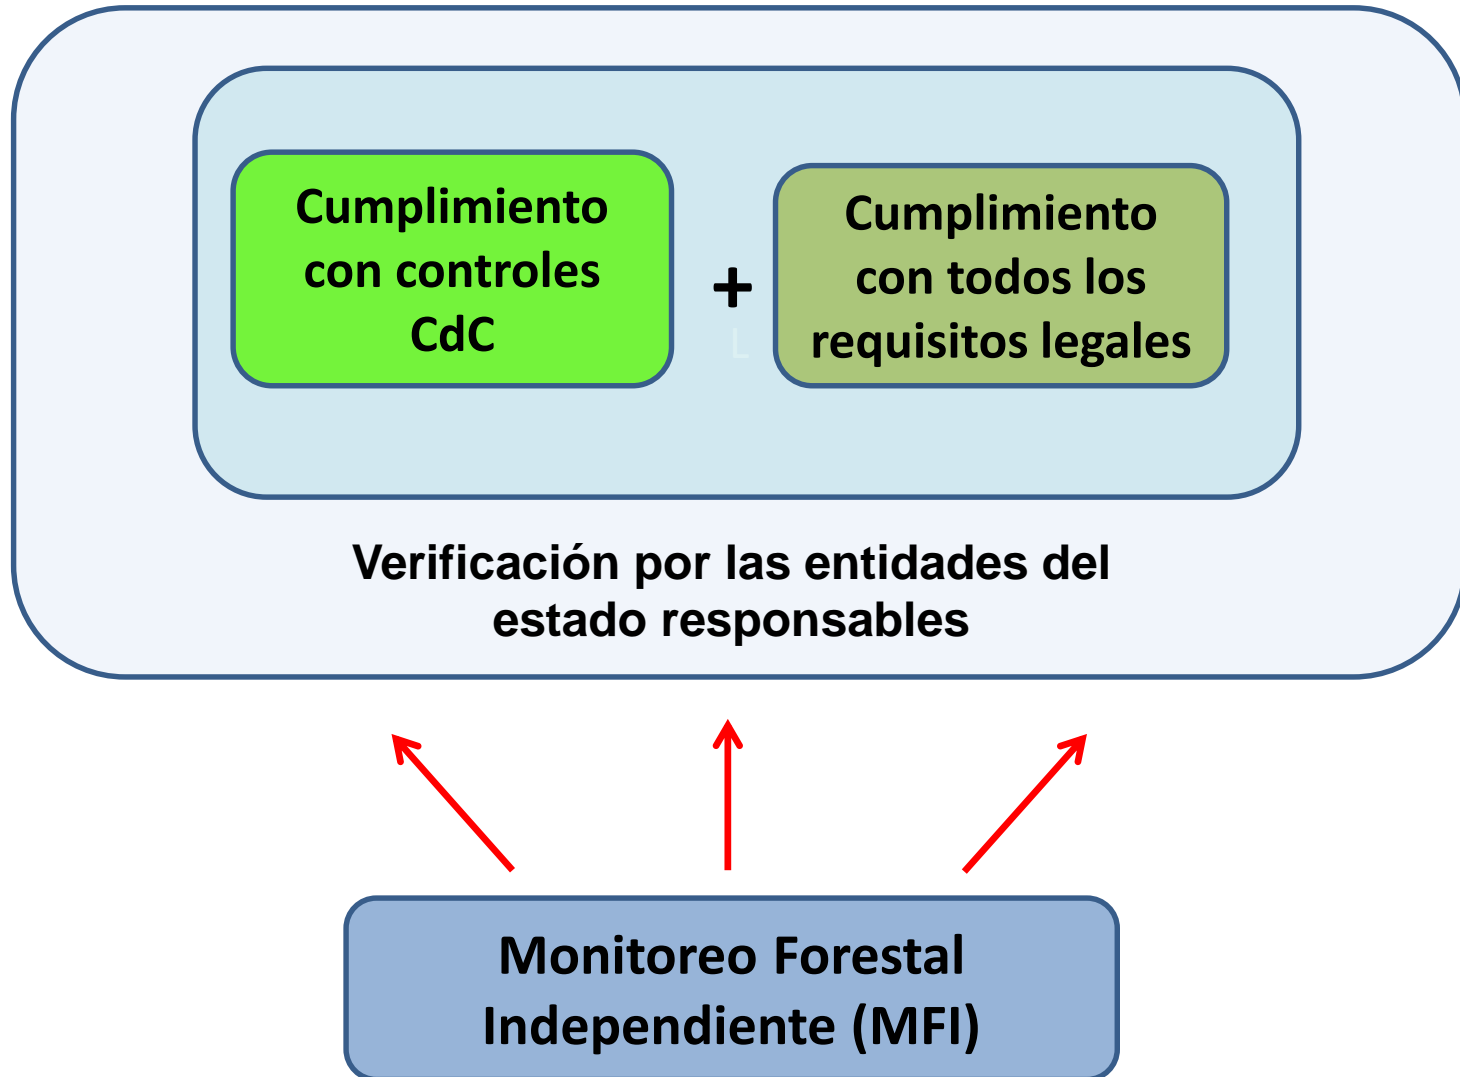 Cumplimiento
con controles
CdC
+
L
Cumplimiento
con todos los
requisitos legales
Verificación por las entidades del
estado responsables
Monitoreo Forestal
Independiente (MFI)